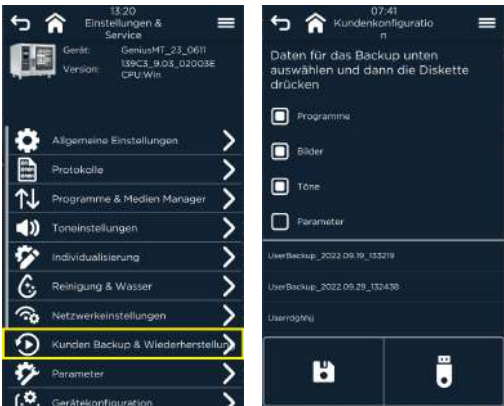 13:20
Einstellungen &
Service
Gerät: GeniusMT_23_0611
Version: 139C3_9.03_02003E
CPU:Win
Allgemeine Einstellungen
Protokolle
Programme & Medien Manager
Toneinstellungen
Individualisierung
Reinigung & Wasser
Netzwerkeinstellungen
Kunden Backup & Wiederherstellung
Parameter
Gerätekonfiguration
07:41
Kundenkonfiguratio
n
Daten für das Backup unten
auswählen und dann die Diskette
drücken
Programme
Bilder
Töne
Parameter
UserBackup_2022.09.19_133219
UserBackup_2022.09.29_132438
Userrdghhj